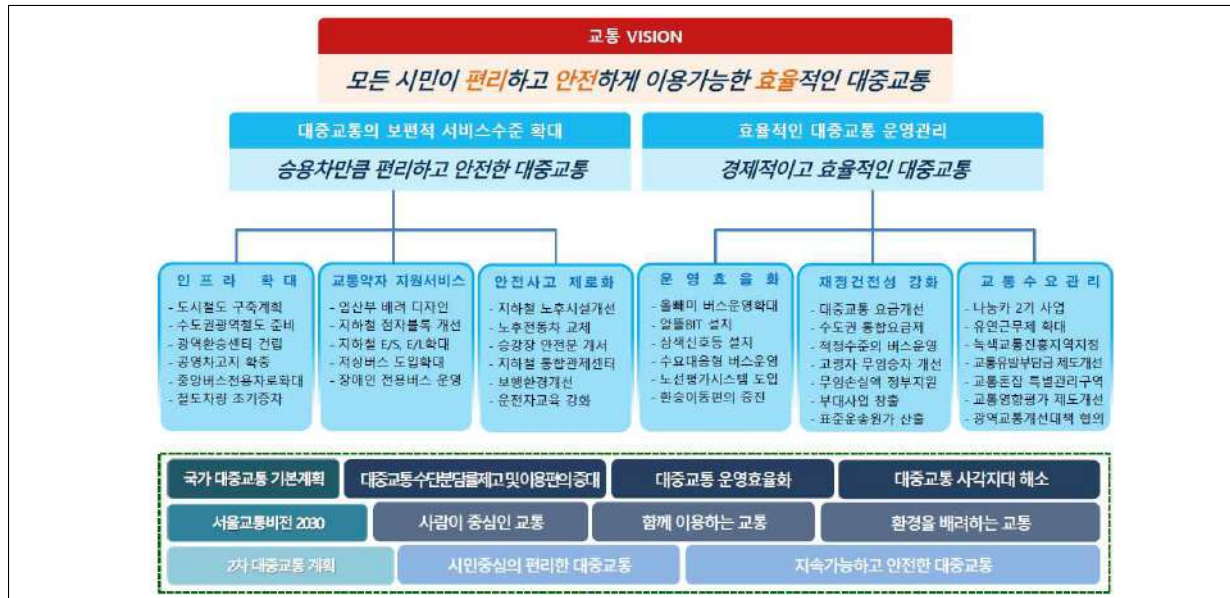 교통 VISION
모든 시민이 편리하고 안전하게 이용가능한 효율적인 대중교통
대중교통의 보편적 서비스수준 확대
승용차만큼 편리하고 안전한 대중교통
효율적인 대중교통 운영관리
경제적이고 효율적인 대중교통
인 프 라 확 대
- 도시철도 구축계획
- 수도권광역철도 준비
- 광역환승센터 건립
- 공영차고지 확충
- 중앙버스전용차로확대
- 철도차량 조기증차
교통약자 지원서비스
- 임산부 배려 디자인
- 지하철 점자블록 개선
- 지하철 E/S, E/L확대
- 저상버스 도입확대
- 장애인 전용버스 운영
안전사고 제로화
- 지하철 노후시설개선
- 노후전동차 교체
- 승강장 안전문 개서
- 지하철 통합관제센터
- 보행환경개선
- 운전자교육 강화
운 영 효 율 화
- 올빼미 버스운영확대
- 알뜰BIT 설치
- 삼색신호등 설치
- 수요대응형 버스운영
- 노선평가시스템 도입
- 환승이동편의 증진
재정건전성 강화
- 대중교통 요금개선
- 수도권 통합요금제
- 적정수준의 버스운영
- 고령자 무임승차 개선
- 무임손실액 정부지원
- 부대사업 창출
- 표준운송원가 산출
교 통 수 요 관 리
- 나눔카 2기 사업
- 유연근무제 확대
- 녹색교통진흥지역지정
- 교통유발부담금 제도개선
- 교통혼잡 특별관리구역
- 교통영향평가 제도개선
- 광역교통개선대책 협의
국가 대중교통 기본계획
대중교통수단분담률제고 및 이용편의 증대
대중교통 운영효율화
대중교통 사각지대 해소
서울교통비전 2030
사람이 중심인 교통
함께 이용하는 교통
환경을 배려하는 교통
2차 대중교통 계획
시민중심의 편리한 대중교통
지속가능하고 안전한 대중교통